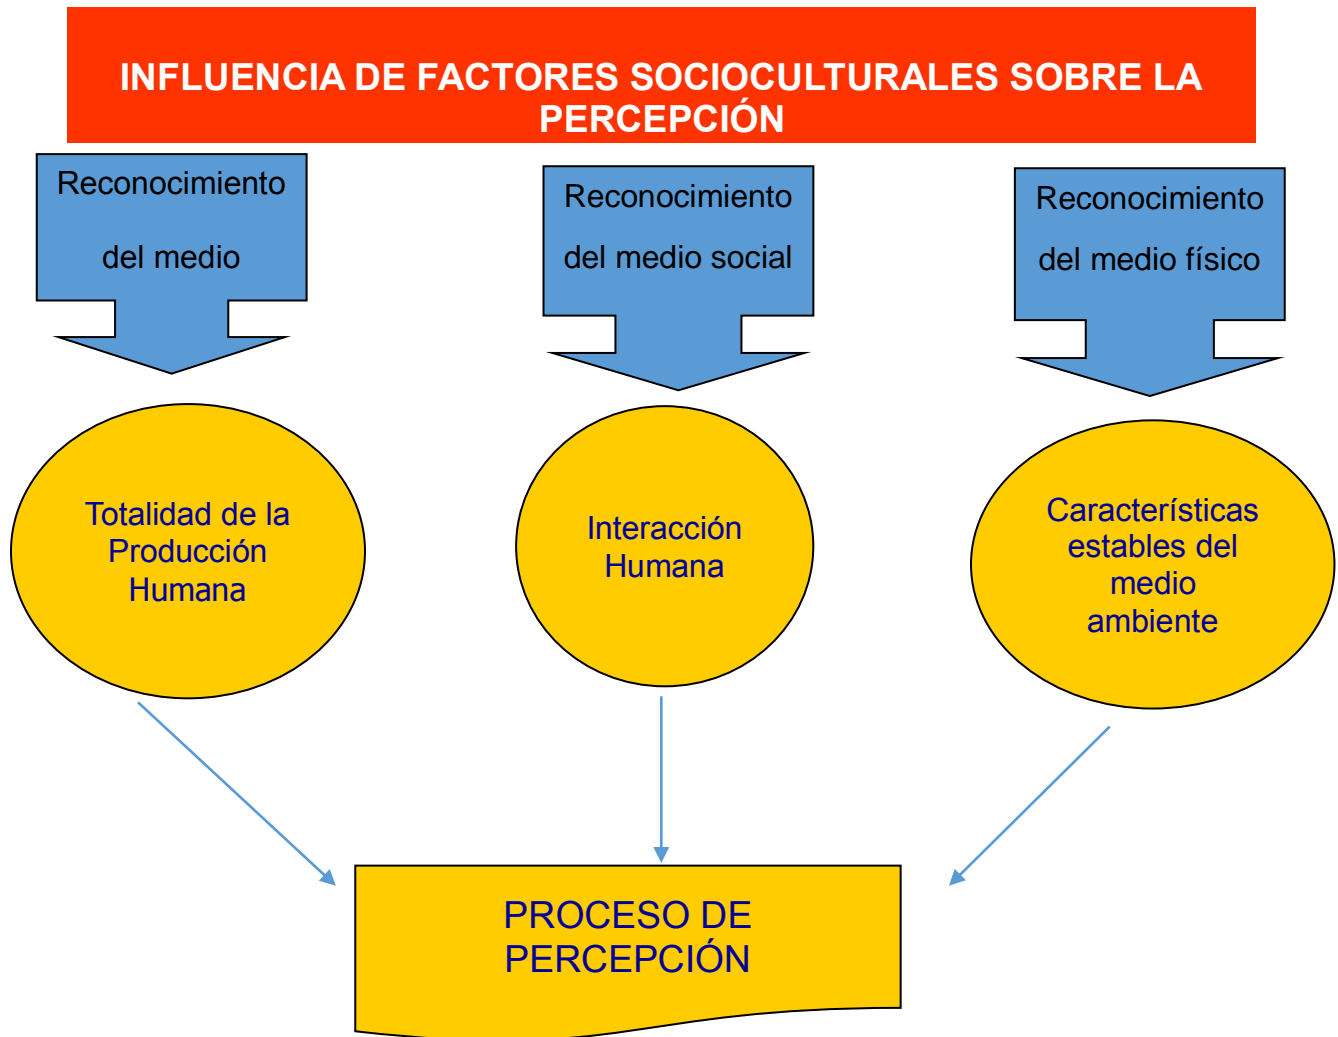 INFLUENCIA DE FACTORES SOCIOCULTURALES SOBRE LA
PERCEPCIÓN
Reconocimiento
del medio
Reconocimiento
del medio social
Reconocimiento
del medio físico
Totalidad de la
Producción
Humana
Interacción
Humana
Característícas
estables del
medio
ambiente
PROCESO DE
PERCEPCIÓN